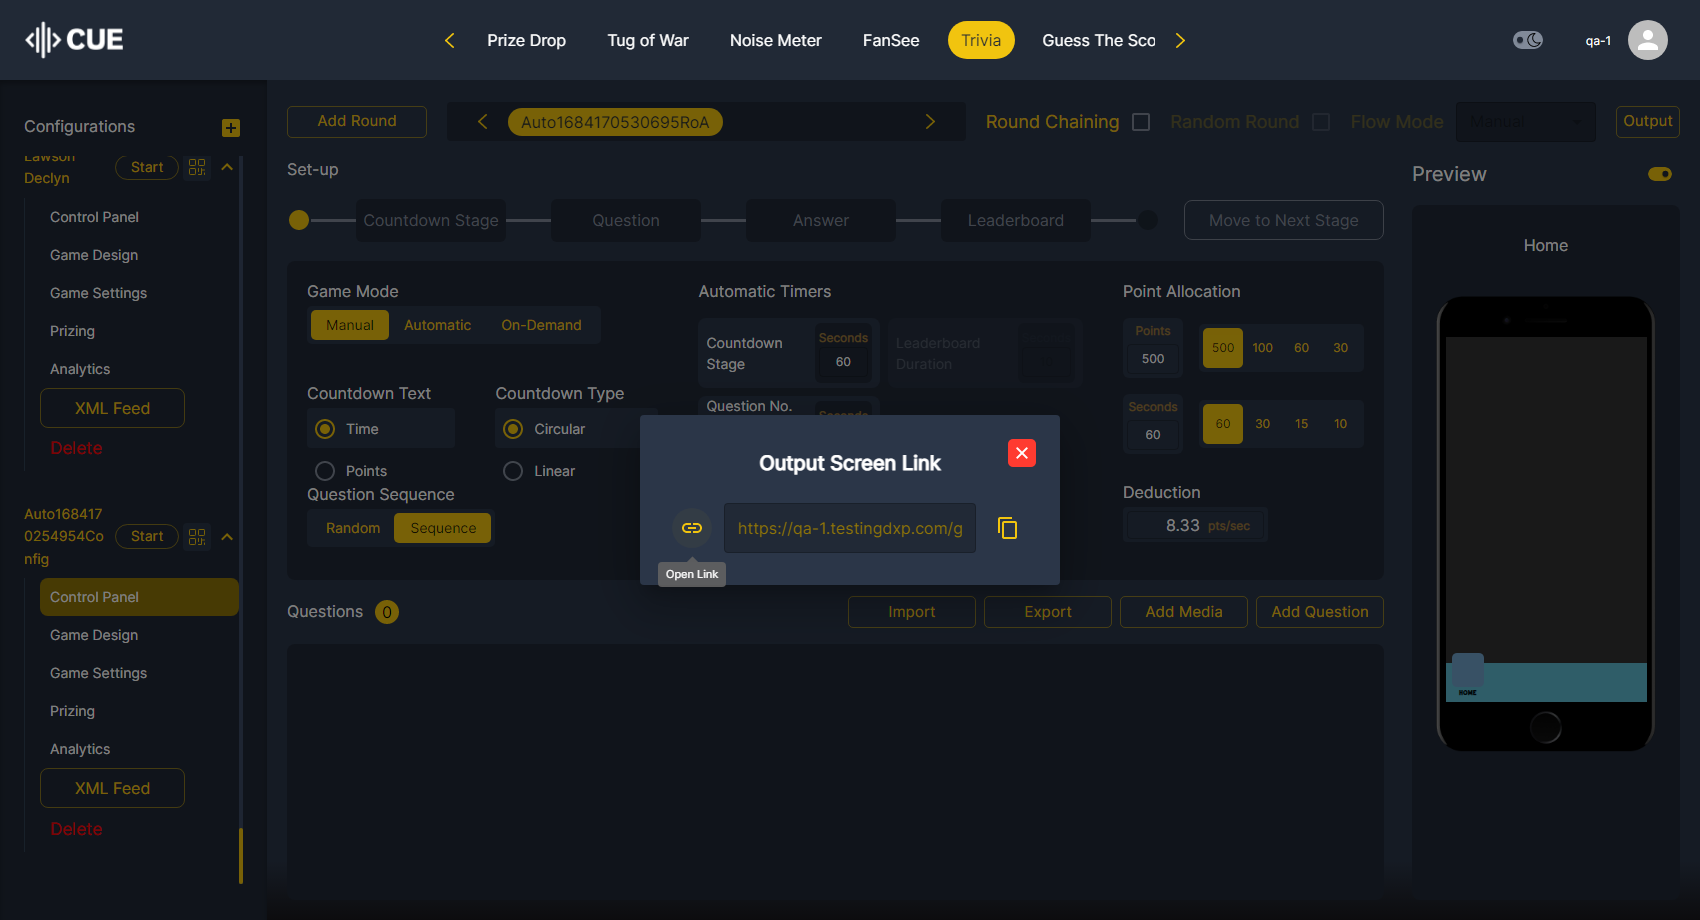 CUE
Prize Drop
Tug of War
Noise Meter
FanSee
Trivia
Guess The Sco
qa-1
Configurations
Lawson
Declyn
Start
Control Panel
Game Design
Game Settings
Prizing
Analytics
XML Feed
Delete
Auto168417
0254954Co
nfig
Start
Control Panel
Game Design
Game Settings
Prizing
Analytics
XML Feed
Delete
Add Round
Auto1684170530695RoA
Round Chaining
Random Round
Flow Mode
Manual
Output
Set-up
Countdown Stage
Question
Answer
Leaderboard
Move to Next Stage
Game Mode
Manual
Automatic
On-Demand
Countdown Text
Time
Points
Countdown Type
Circular
Linear
Question Sequence
Random
Sequence
Automatic Timers
Countdown
Stage
Seconds
60
Leaderboard
Duration
Question No.
Seconds
Point Allocation
Points
500
500
100
60
30
Seconds
60
60
30
15
10
Deduction
8.33 pts/sec
Output Screen Link
https://qa-1.testingdxp.com/g
Open Link
Questions 0
Import
Export
Add Media
Add Question
Preview
Home
HOME